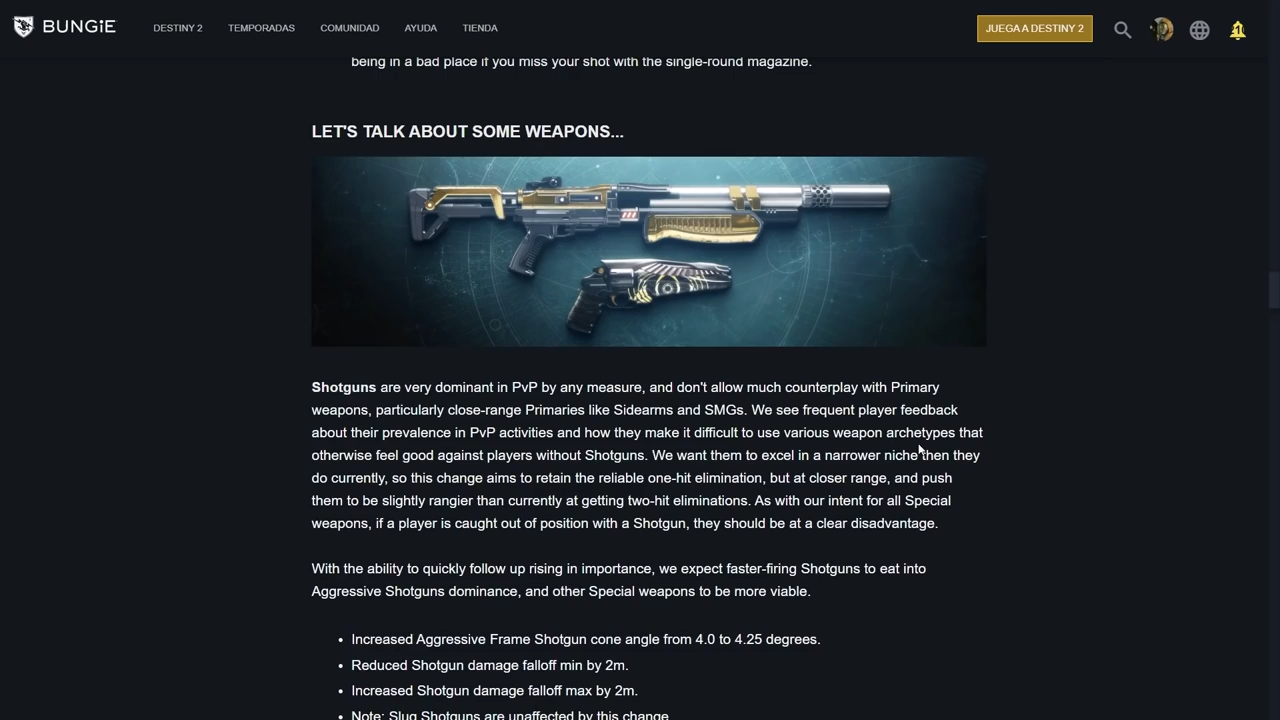 BUNGiE
DESTINY 2
TEMPORADAS
COMUNIDAD
AYUDA
TIENDA
JUEGA A DESTINY 2
1
being in a bad place if you miss your shot with the single-round magazine.
LET'S TALK ABOUT SOME WEAPONS...
Shotguns are very dominant in PvP by any measure, and don't allow much counterplay with Primary
weapons, particularly close-range Primaries like Sidearms and SMGs. We see frequent player feedback
about their prevalence in PvP activities and how they make it difficult to use various weapon archetypes that
otherwise feel good against players without Shotguns. We want them to excel in a narrower niche then they
do currently, so this change aims to retain the reliable one-hit elimination, but at closer range, and push
them to be slightly rangier than currently at getting two-hit eliminations. As with our intent for all Special
weapons, if a player is caught out of position with a Shotgun, they should be at a clear disadvantage.
With the ability to quickly follow up rising in importance, we expect faster-firing Shotguns to eat into
Aggressive Shotguns dominance, and other Special weapons to be more viable.
• Increased Aggressive Frame Shotgun cone angle from 4.0 to 4.25 degrees.
• Reduced Shotgun damage falloff min by 2m.
• Increased Shotgun damage falloff max by 2m.
• Note: Slug Shotguns are unaffected by this change